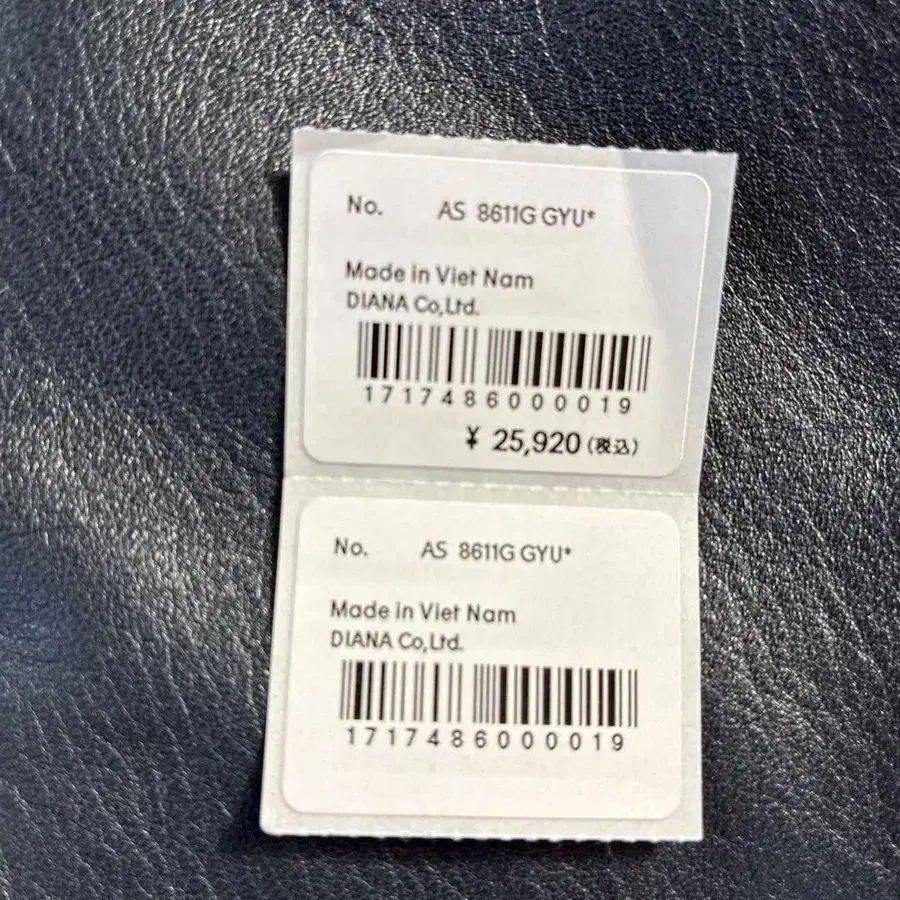 No. AS 8611G GYU*
Made in Viet Nam
DIANA Co,Ltd.
1717486000019
¥ 25,920 (税込)
No. AS 8611G GYU*
Made in Viet Nam
DIANA Co,Ltd.
1717486000019